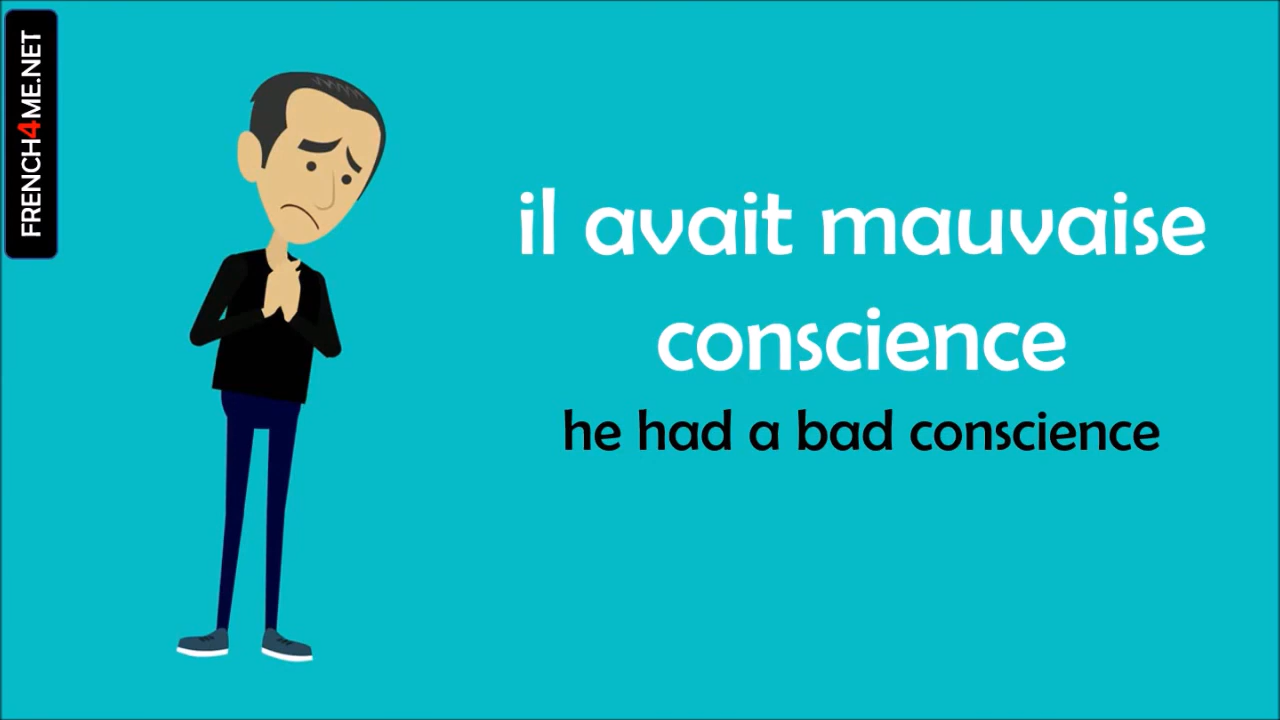 FRENCH4ME.NET
il avait mauvaise
conscience
he had a bad conscience